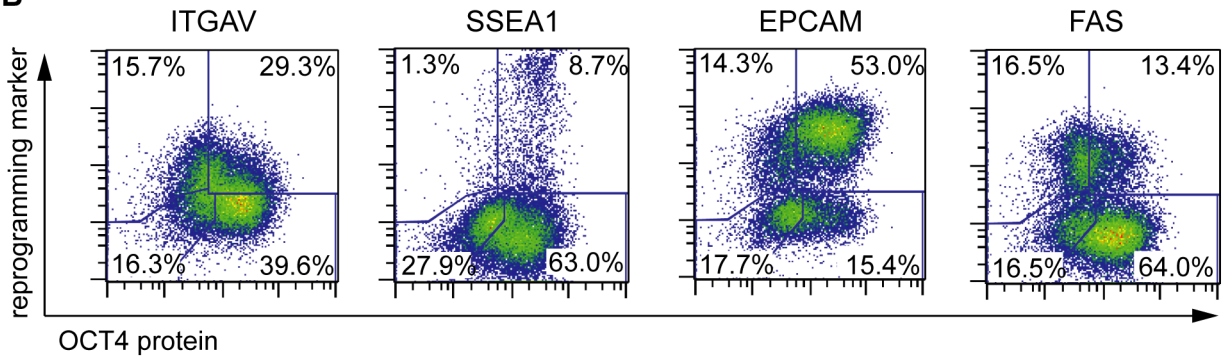 B
ITGAV SSEA1 EPCAM FAS
reprogramming marker
15.7% 29.3% 1.3% 8.7% 14.3% 53.0% 16.5% 13.4%
16.3% 39.6% 27.9% 63.0% 17.7% 15.4% 16.5% 64.0%
OCT4 protein